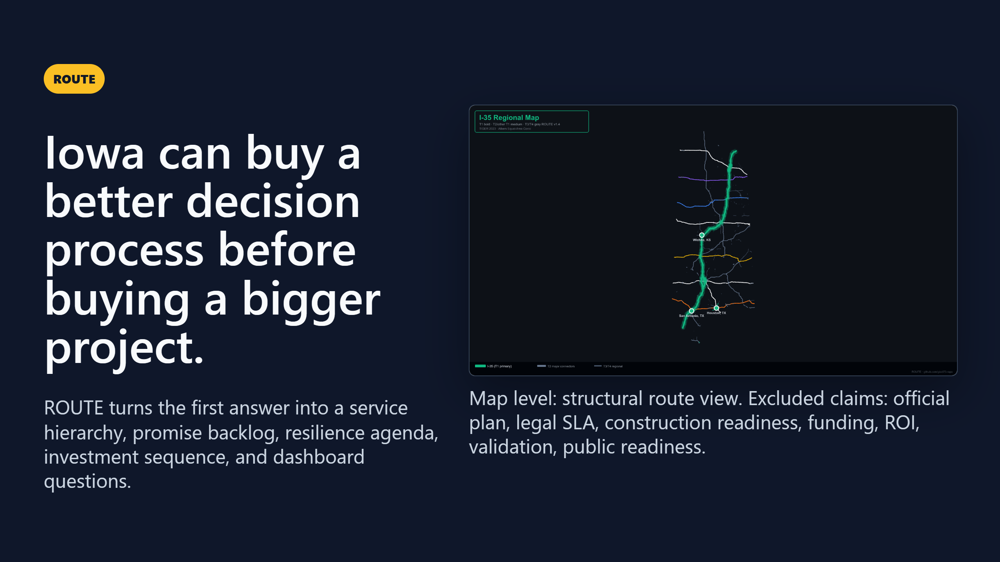 ROUTE
Iowa can buy a
better decision
process before
buying a bigger
project.
ROUTE turns the first answer into a service
hierarchy, promise backlog, resilience agenda,
investment sequence, and dashboard
questions.
I-35 Regional Map
T1 bold · T2/other T1 medium · T3/T4 gray ROUTE v1.4
TIGER 2023 · Albers Equal-Area Conic
Wichita, KS
San Antonio, TX
Houston, TX
I-35 (T1 primary)
T2 major connectors
T3/T4 regional
Map level: structural route view. Excluded claims: official
plan, legal SLA, construction readiness, funding, ROI,
validation, public readiness.